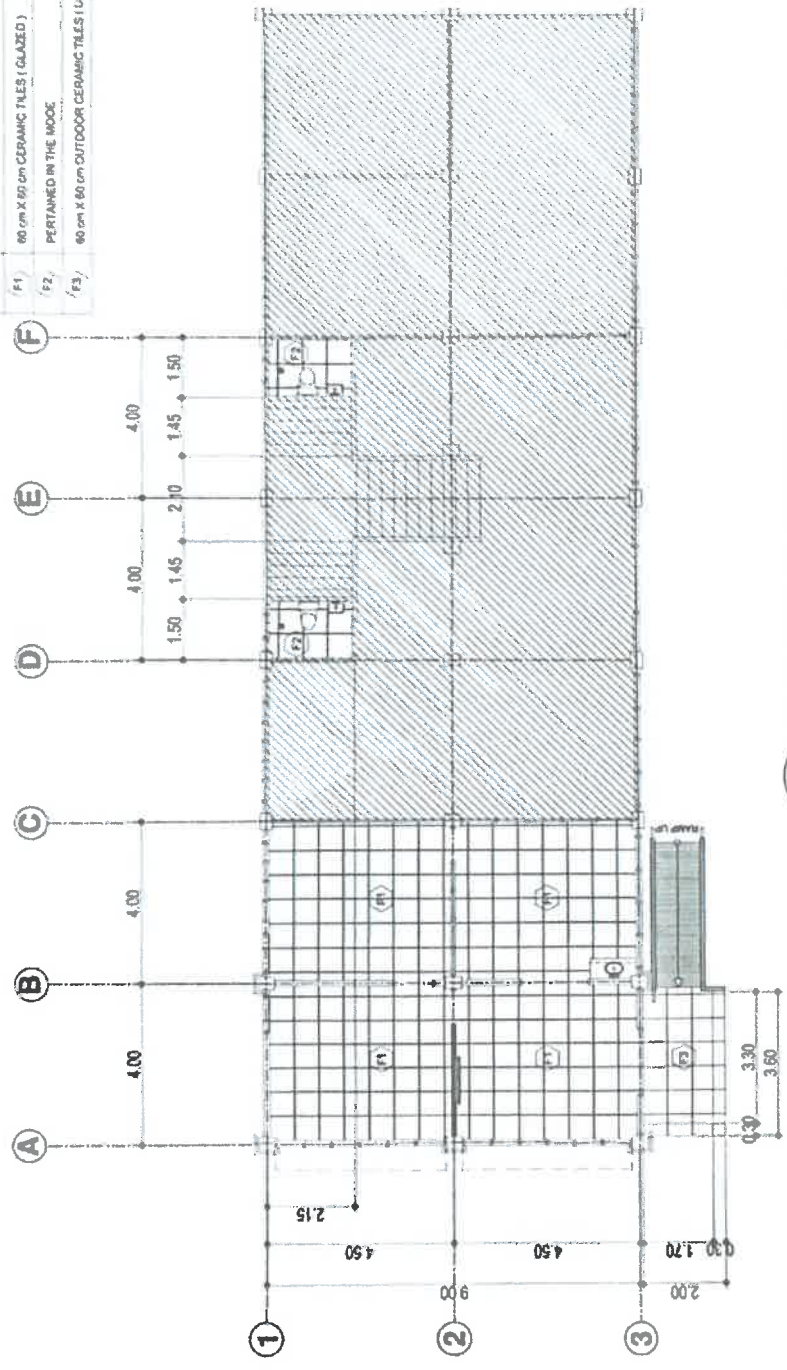 F1 60 cm X 60 cm CERAMIC TILES ( GLAZED )
F2 PERTAINED IN THE MODE
F3 60 cm X 60 cm OUTDOOR CERAMIC TILES
A B C D E F
4.00 4.00 4.00 4.00
1.50 1.45 2.10 1.45 1.50
1
2
3
F2 F2
F1 F1
F1 F1
F3
RAMP UP
2.15
4.50
4.50
1.70
0.30
9.00
2.00
0.30 3.30
3.60